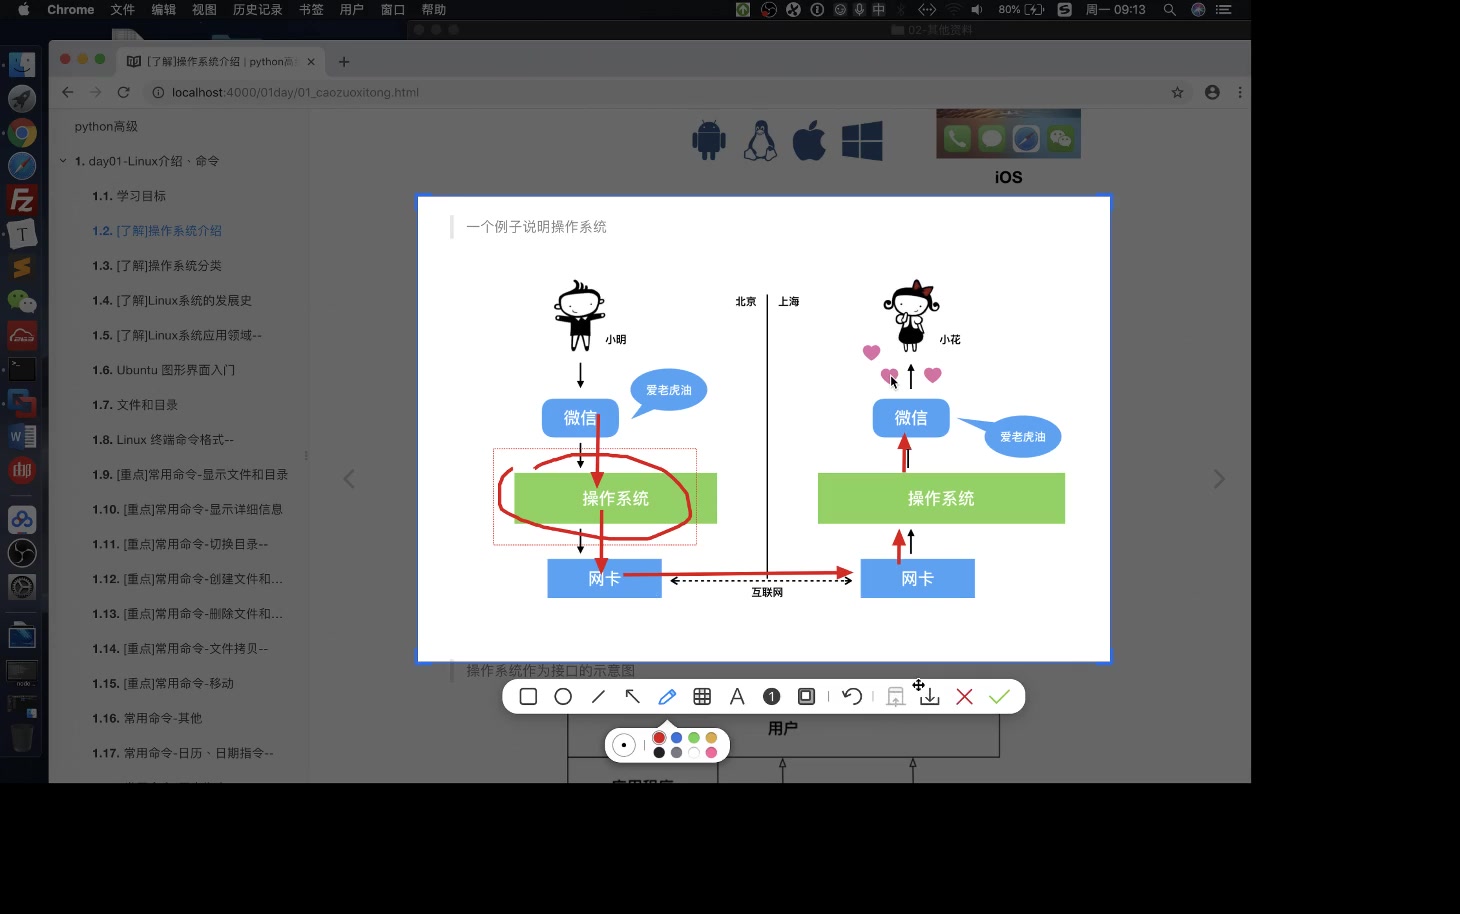 Chrome 文件 编辑 视图 历史记录 书签 用户 窗口 帮助
80% 周一 09:13
02-其他资料
[了解]操作系统介绍 | python高
localhost:4000/01day/01_caozuoxitong.html
python高级
1. day01-Linux介绍、命令
1.1. 学习目标
1.2. [了解]操作系统介绍
1.3. [了解]操作系统分类
1.4. [了解]Linux系统的发展史
1.5. [了解]Linux系统应用领域--
1.6. Ubuntu 图形界面入门
1.7. 文件和目录
1.8. Linux 终端命令格式--
1.9. [重点]常用命令-显示文件和目录
1.10. [重点]常用命令-显示详细信息
1.11. [重点]常用命令-切换目录--
1.12. [重点]常用命令-创建文件和...
1.13. [重点]常用命令-删除文件和...
1.14. [重点]常用命令-文件拷贝--
1.15. [重点]常用命令-移动
1.16. 常用命令-其他
1.17. 常用命令-日历、日期指令--
iOS
一个例子说明操作系统
北京 上海
小明 小花
爱老虎油
微信 微信
爱老虎油
操作系统 操作系统
网卡 网卡
互联网
操作系统作为接口的示意图
A 1
用户
应用程序